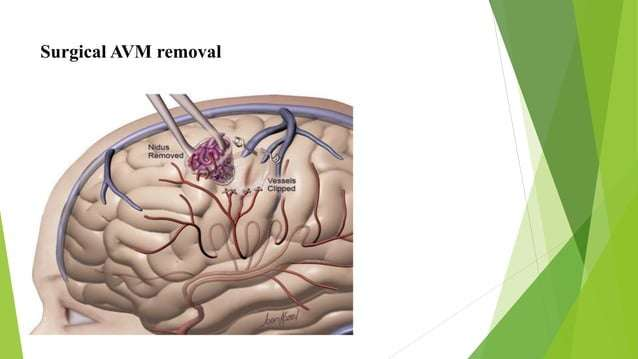 Surgical AVM removal
Nidus
Removed
Vessels
Clipped